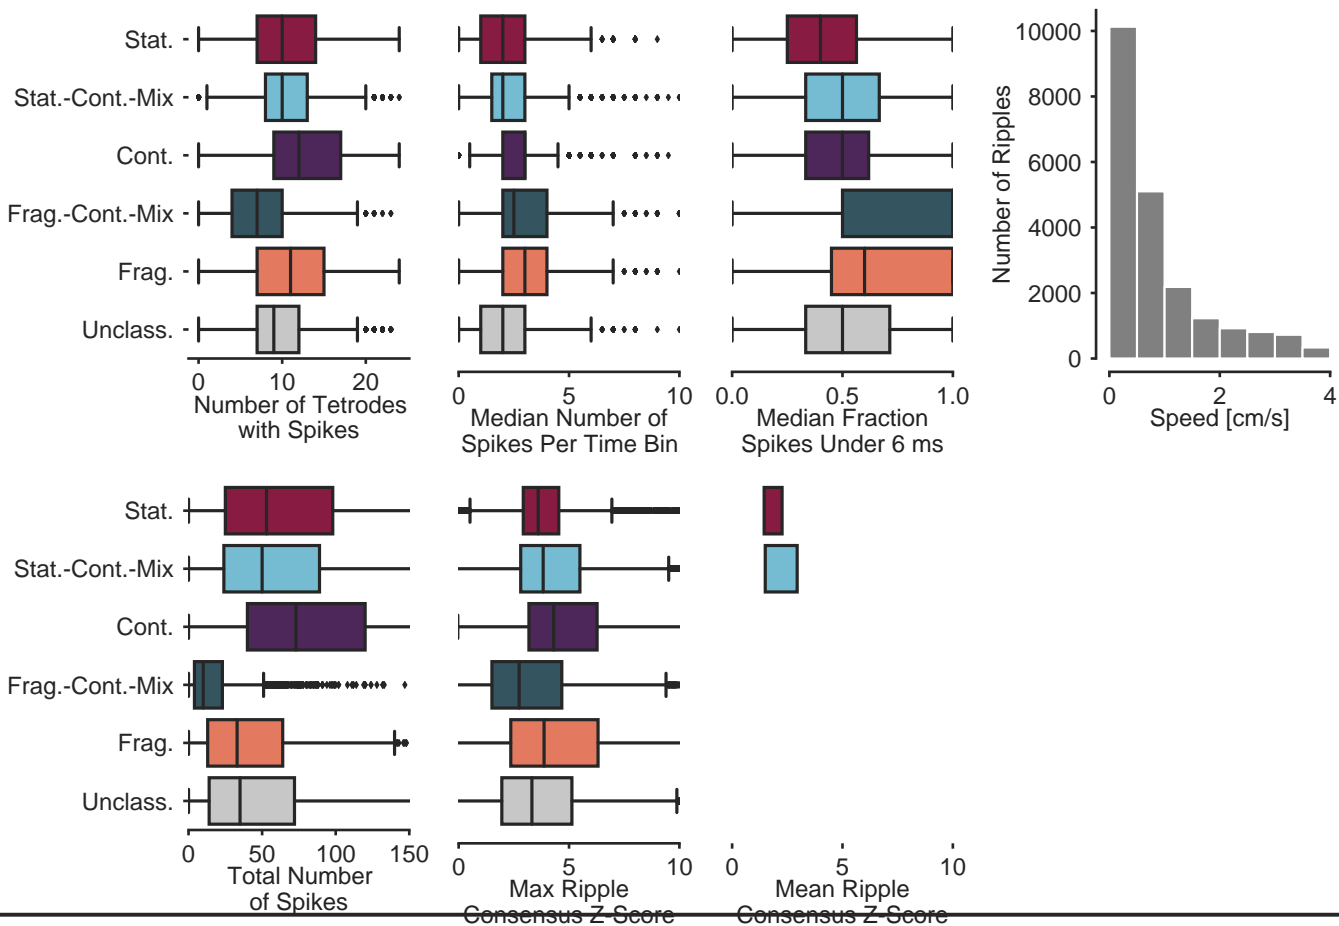 Stat.
Stat.-Cont.-Mix
Cont.
Frag.-Cont.-Mix
Frag.
Unclass.
0 10 20
Number of Tetrodes
with Spikes
0 5 10
Median Number of
Spikes Per Time Bin
0.0 0.5 1.0
Median Fraction
Spikes Under 6 ms
Number of Ripples
10000
8000
6000
4000
2000
0
0 2 4
Speed [cm/s]
Stat.
Stat.-Cont.-Mix
Cont.
Frag.-Cont.-Mix
Frag.
Unclass.
0 50 100 150
Total Number
of Spikes
0 5 10
Max Ripple
Consensus Z-Score
0 5 10
Mean Ripple
Consensus Z-Score